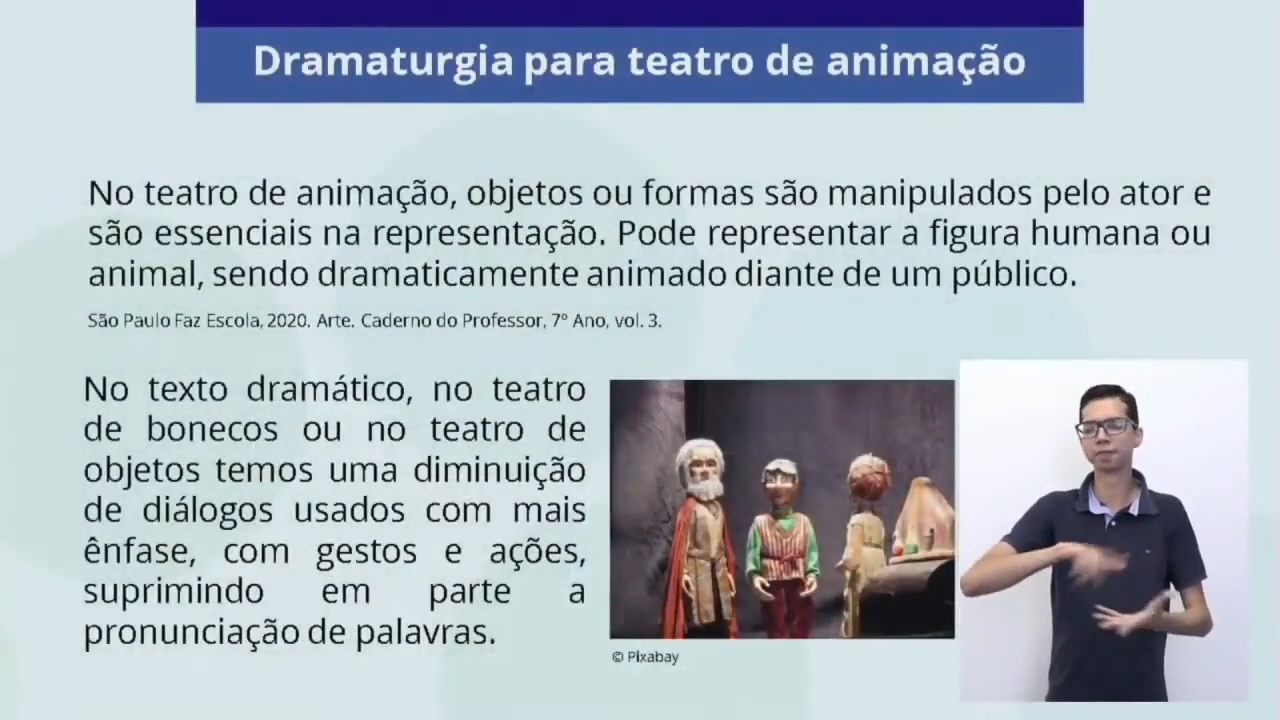 Dramaturgia para teatro de animação
No teatro de animação, objetos ou formas são manipulados pelo ator e
são essenciais na representação. Pode representar a figura humana ou
animal, sendo dramaticamente animado diante de um público.
São Paulo Faz Escola, 2020. Arte. Caderno do Professor, 7º Ano, vol. 3.
No texto dramático, no teatro
de bonecos ou no teatro de
objetos temos uma diminuição
de diálogos usados com mais
ênfase, com gestos e ações,
suprimindo em parte a
pronunciação de palavras.
© Pixabay